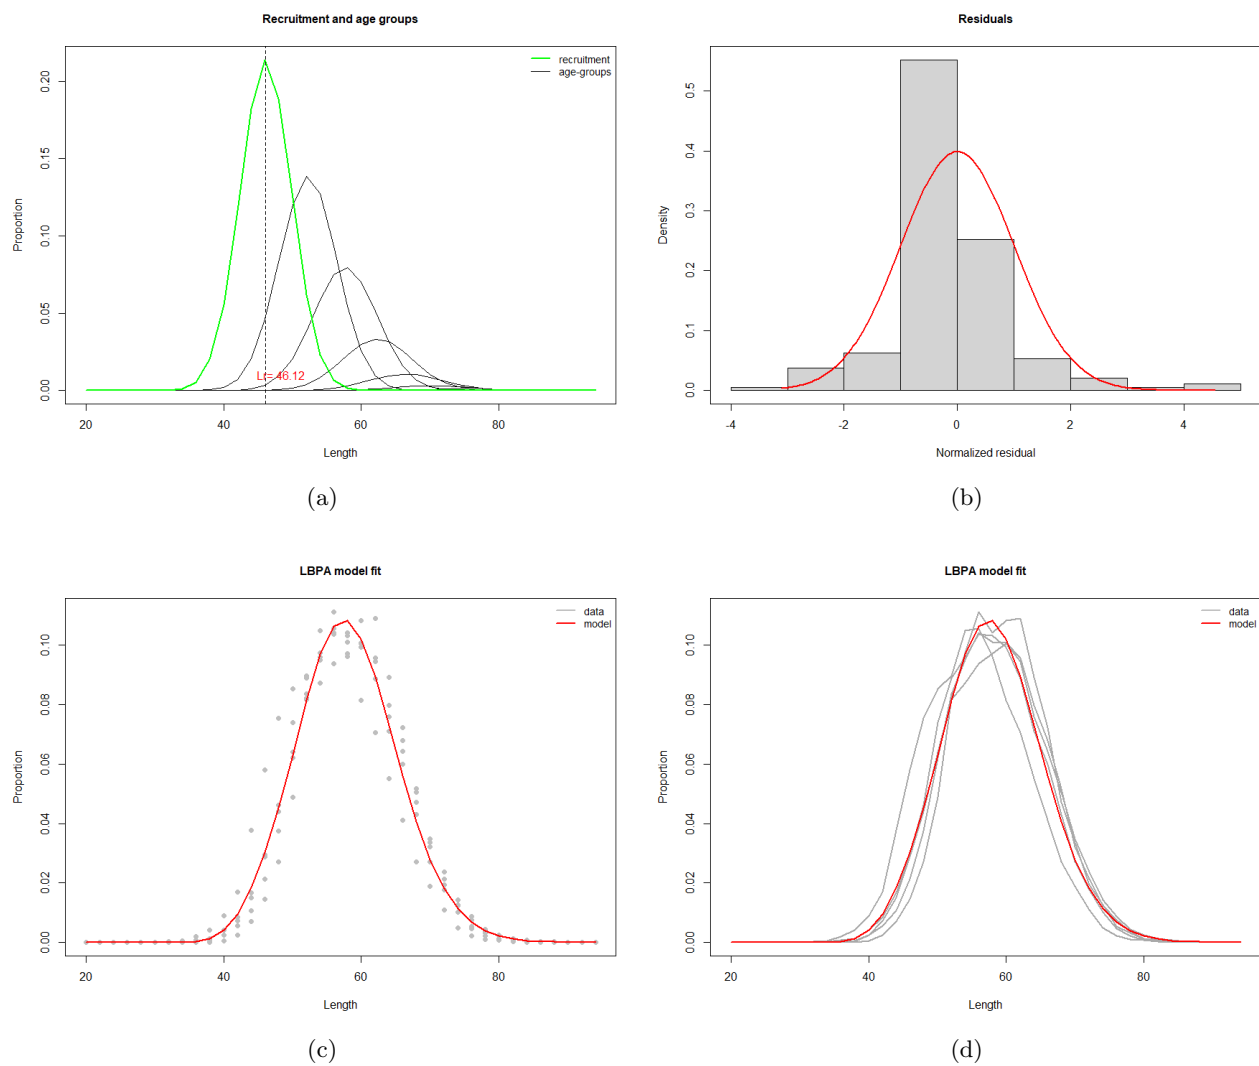 Recruitment and age groups
recruitment
age-groups
Proportion
0.20
0.15
0.10
0.05
0.00
Lr= 46.12
20 40 60 80
Length
(a)
Residuals
Density
0.5
0.4
0.3
0.2
0.1
0.0
-4 -2 0 2 4
Normalized residual
(b)
LBPA model fit
data
model
Proportion
0.10
0.08
0.06
0.04
0.02
0.00
20 40 60 80
Length
(c)
LBPA model fit
data
model
Proportion
0.10
0.08
0.06
0.04
0.02
0.00
20 40 60 80
Length
(d)